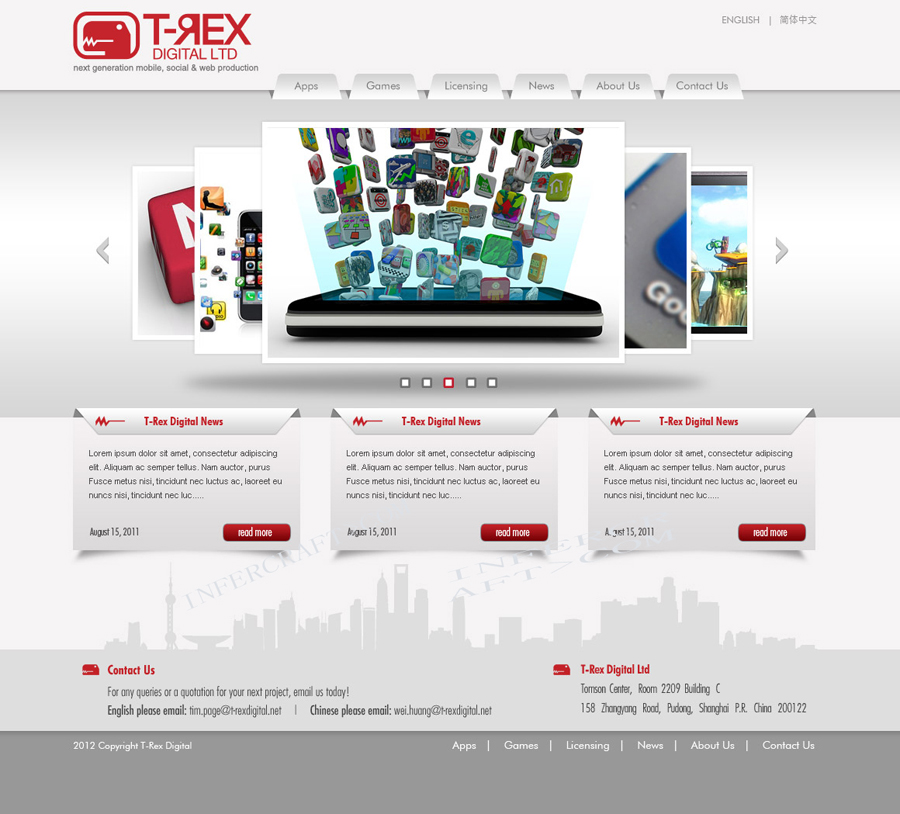 T-REX
DIGITAL LTD
next generation mobile, social & web production
ENGLISH | 简体中文
Apps Games Licensing News About Us Contact Us
T-Rex Digital News
Lorem ipsum dolor sit amet, consectetur adipiscing
elit. Aliquam ac semper tellus. Nam auctor, purus
Fusce metus nisi, tincidunt nec luctus ac, laoreet eu
nuncs nisi, tincidunt nec luc.....
August 15, 2011 read more
T-Rex Digital News
Lorem ipsum dolor sit amet, consectetur adipiscing
elit. Aliquam ac semper tellus. Nam auctor, purus
Fusce metus nisi, tincidunt nec luctus ac, laoreet eu
nuncs nisi, tincidunt nec luc.....
August 15, 2011 read more
T-Rex Digital News
Lorem ipsum dolor sit amet, consectetur adipiscing
elit. Aliquam ac semper tellus. Nam auctor, purus
Fusce metus nisi, tincidunt nec luctus ac, laoreet eu
nuncs nisi, tincidunt nec luc.....
August 15, 2011 read more
Contact Us
For any queries or a quotation for your next project, email us today!
English please email: tim.page@t-rexdigital.net | Chinese please email: wei.huang@t-rexdigital.net
T-Rex Digital Ltd
Tomson Center, Room 2209 Building C
158 Zhangyang Road, Pudong, Shanghai P.R. China 200122
2012 Copyright T-Rex Digital
Apps | Games | Licensing | News | About Us | Contact Us